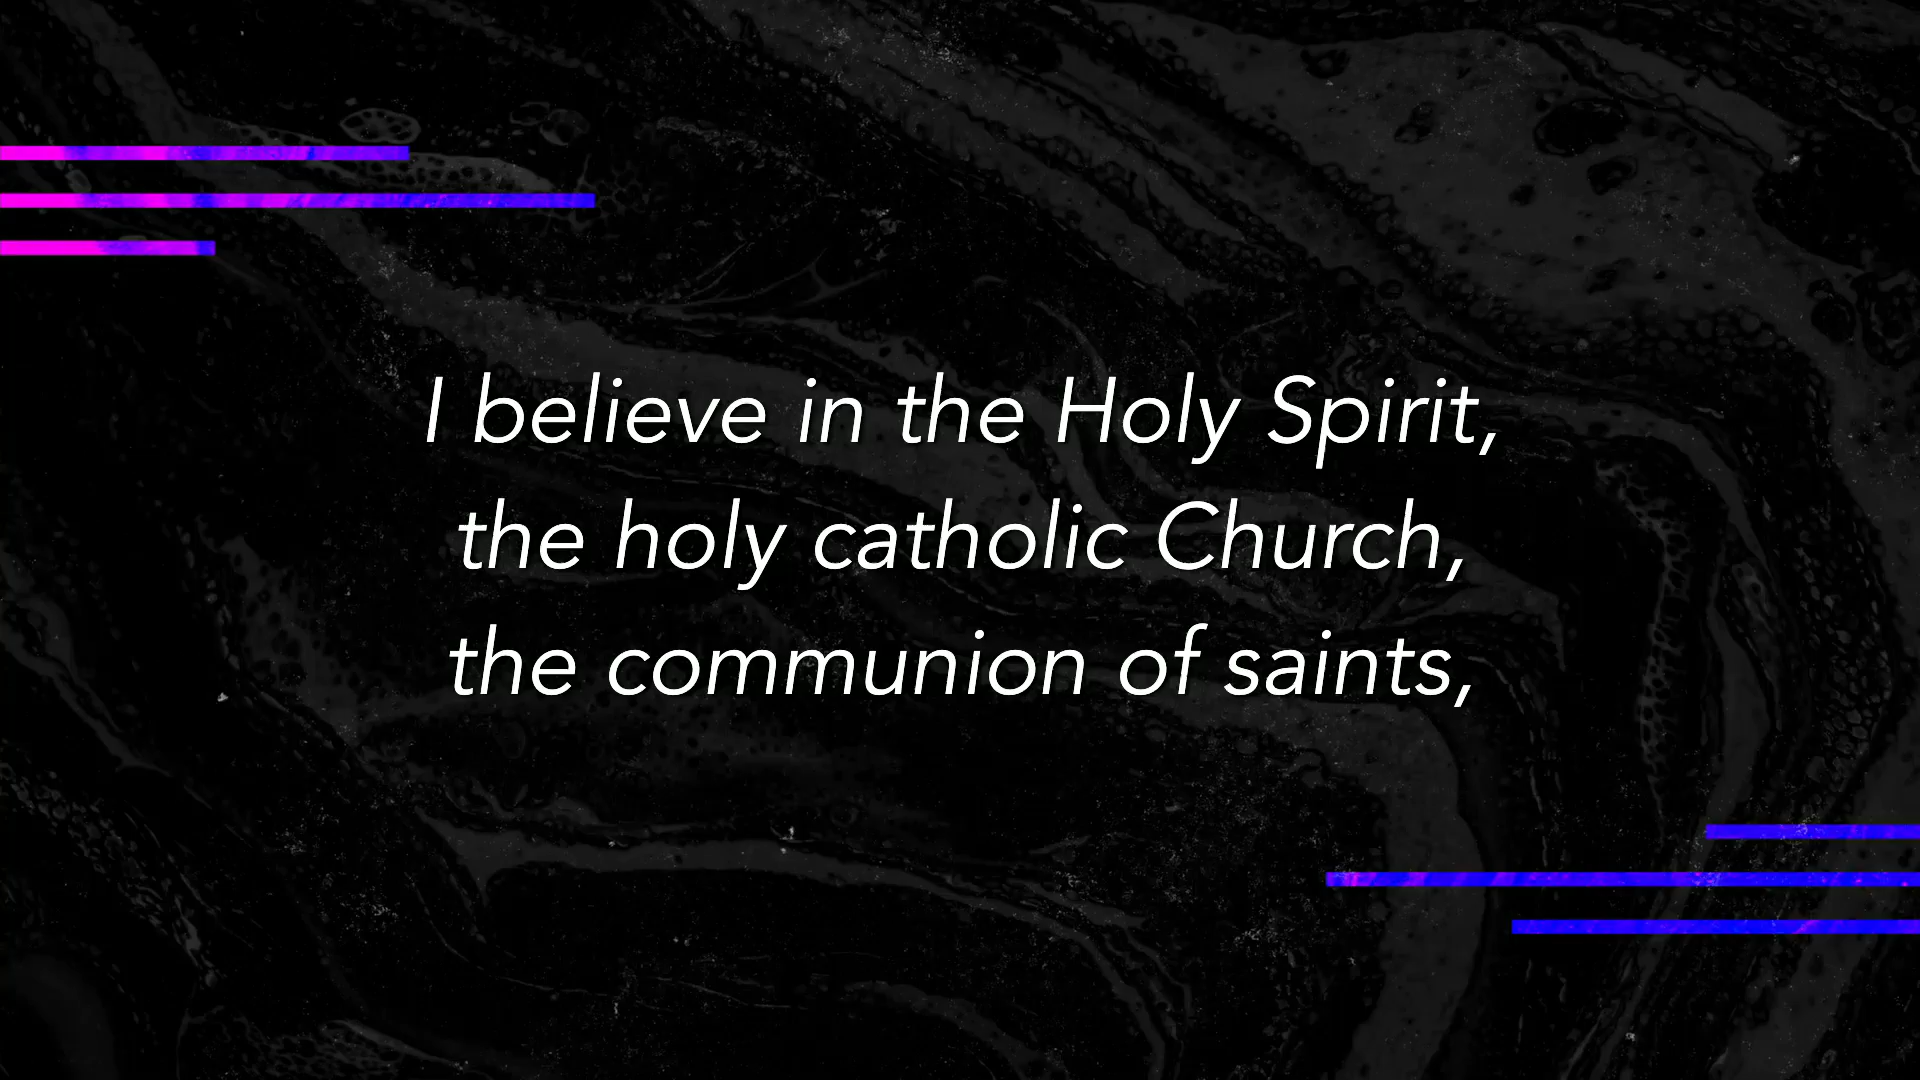 I believe in the Holy Spirit,
the holy catholic Church,
the communion of saints,